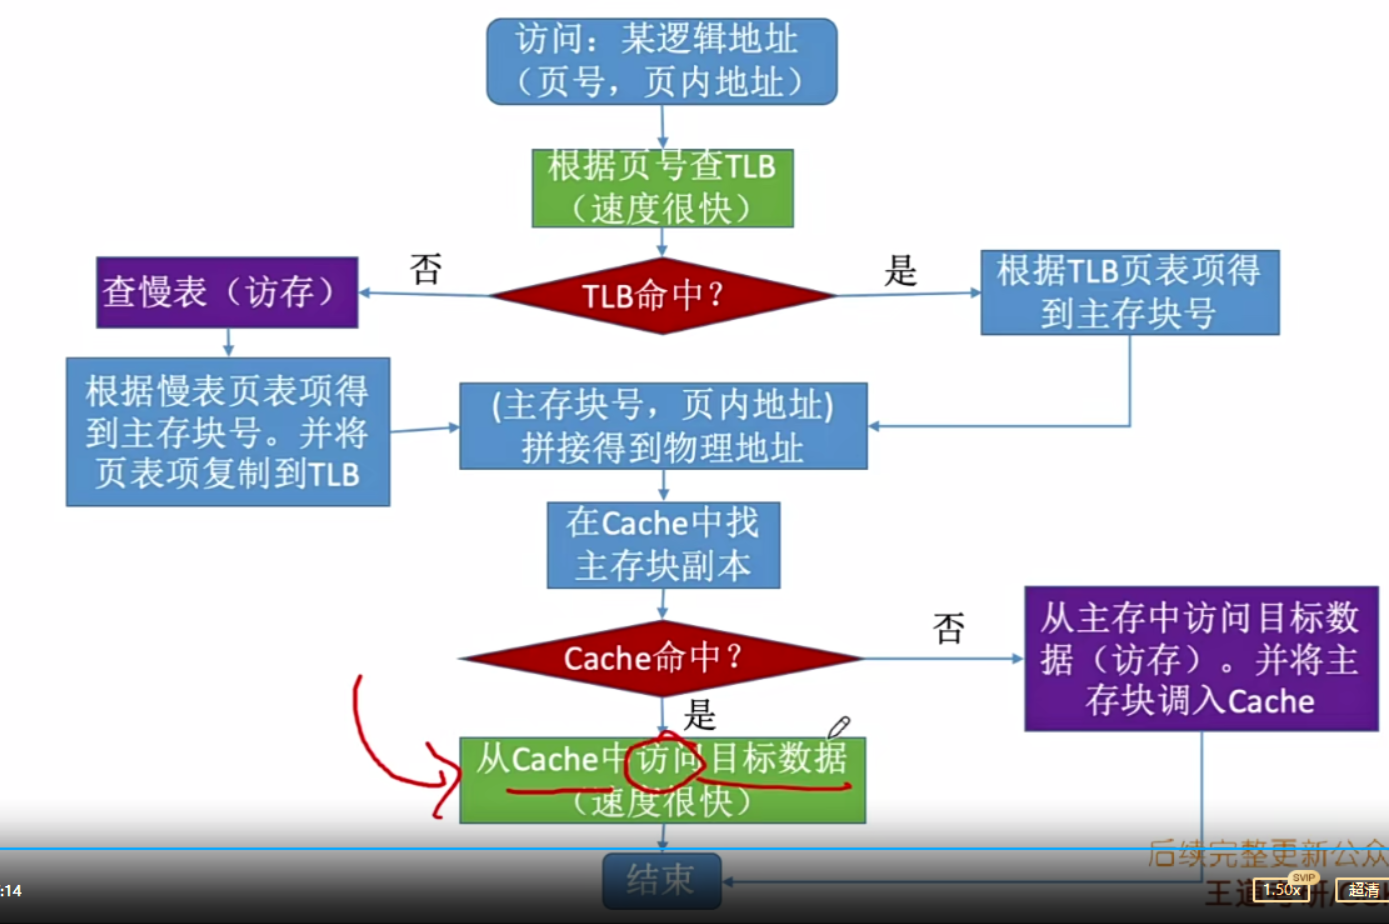 访问：某逻辑地址
（页号，页内地址）
根据页号查TLB
（速度很快）
否
是
查慢表（访存）
TLB命中？
根据TLB页表项得
到主存块号
根据慢表页表项得
到主存块号。并将
页表项复制到TLB
(主存块号，页内地址)
拼接得到物理地址
在Cache中找
主存块副本
Cache命中？
否
从主存中访问目标数
据（访存）。并将主
存块调入Cache
是
从Cache中访问目标数据
（速度很快）
结束
后续完整更新公众
:14
SVIP
1.50x
超清